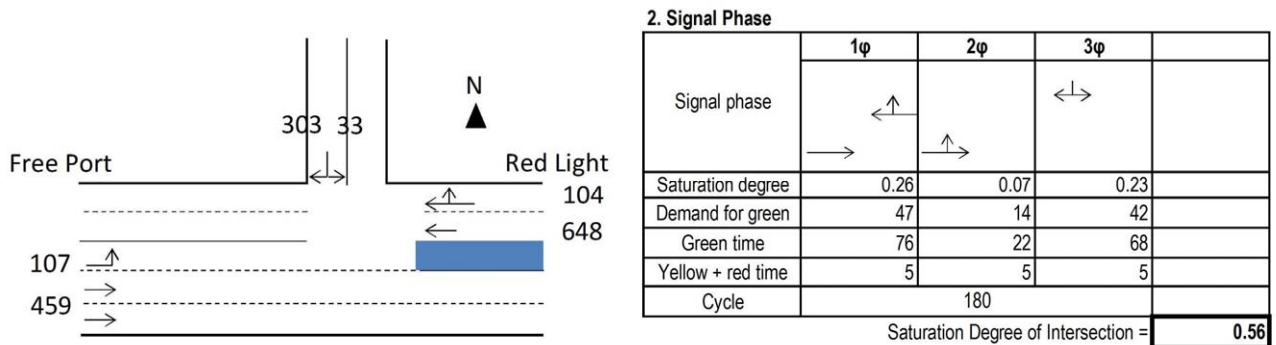 N
303 33
Free Port
Red Light
104
648
107
459
2. Signal Phase
1φ 2φ 3φ
Signal phase
Saturation degree 0.26 0.07 0.23
Demand for green 47 14 42
Green time 76 22 68
Yellow + red time 5 5 5
Cycle 180
Saturation Degree of Intersection = 0.56